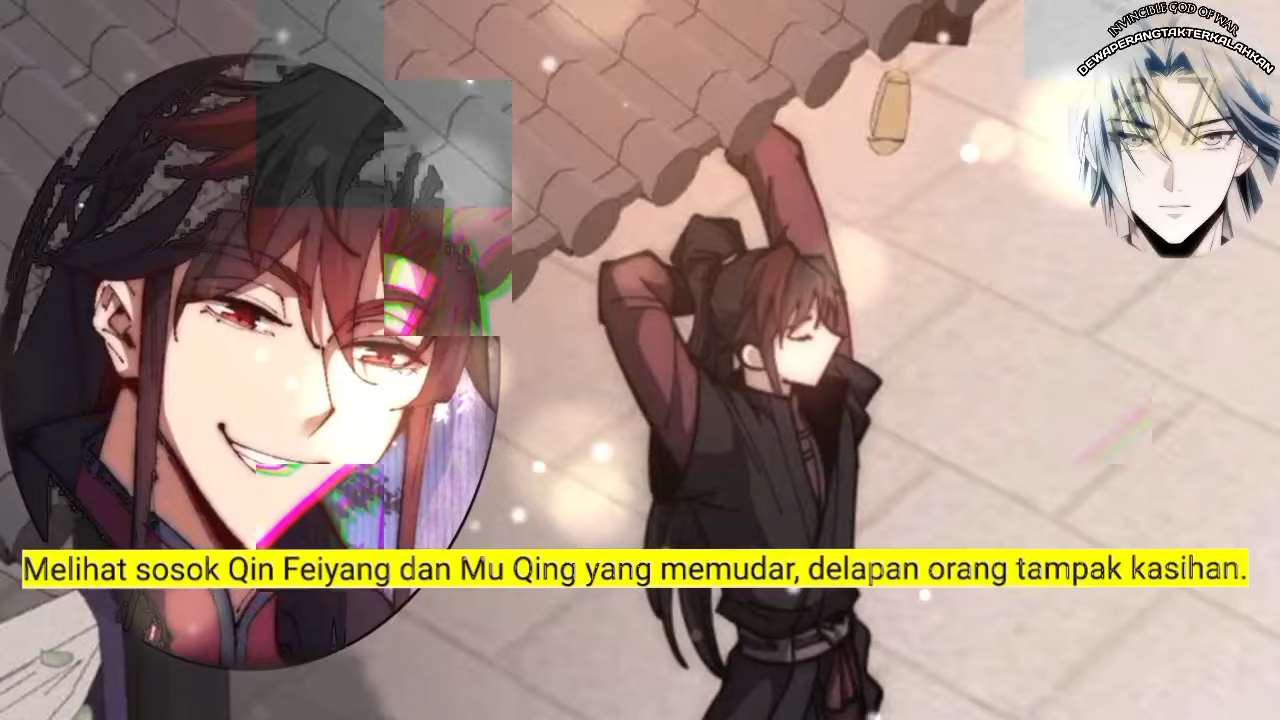 INVINCIBLE GOD OF WAR
DEWAPERANGTAKTERKALAHKAN
Melihat sosok Qin Feiyang dan Mu Qing yang memudar, delapan orang tampak kasihan.